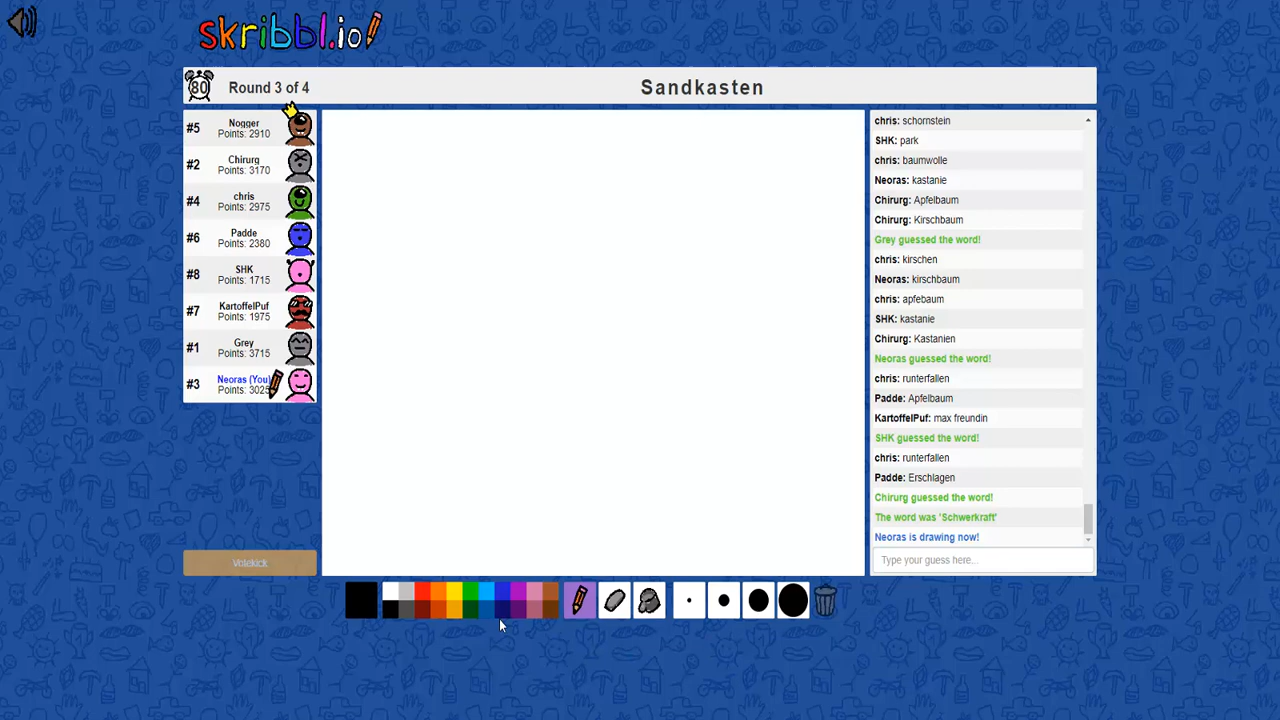 skribbl.io
80
Round 3 of 4
Sandkasten
#5
Nogger
Points: 2910
#2
Chirurg
Points: 3170
#4
chris
Points: 2975
#6
Padde
Points: 2380
#8
SHK
Points: 1715
#7
KartoffelPuf
Points: 1975
#1
Grey
Points: 3715
#3
Neoras (You)
Points: 3025
Votekick
chris: schornstein
SHK: park
chris: baumwolle
Neoras: kastanie
Chirurg: Apfelbaum
Chirurg: Kirschbaum
Grey guessed the word!
chris: kirschen
Neoras: kirschbaum
chris: apfebaum
SHK: kastanie
Chirurg: Kastanien
Neoras guessed the word!
chris: runterfallen
Padde: Apfelbaum
KartoffelPuf: max freundin
SHK guessed the word!
chris: runterfallen
Padde: Erschlagen
Chirurg guessed the word!
The word was 'Schwerkraft'
Neoras is drawing now!
Type your guess here...